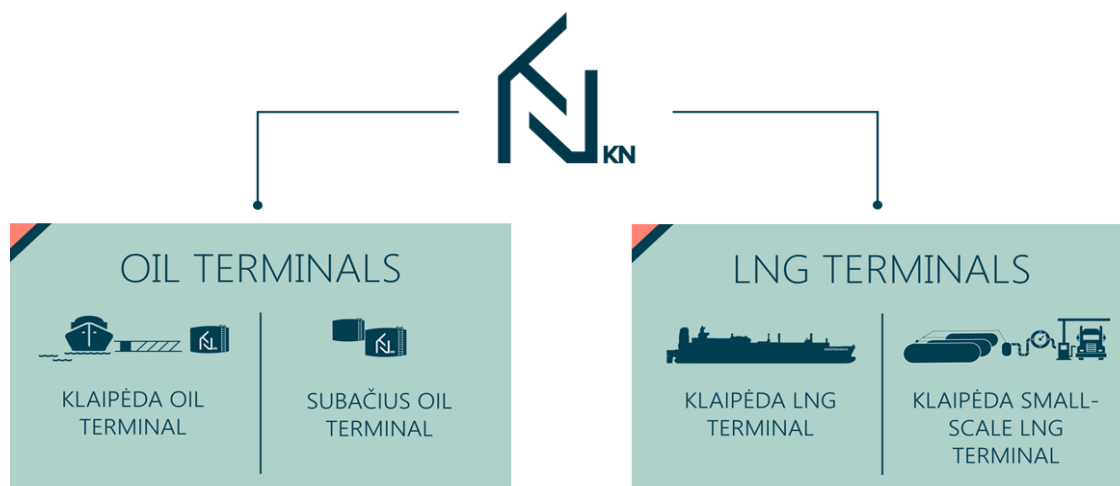 KN
OIL TERMINALS
KLAIPĖDA OIL
TERMINAL
SUBAČIUS OIL
TERMINAL
LNG TERMINALS
KLAIPĖDA LNG
TERMINAL
KLAIPĖDA SMALL-
SCALE LNG
TERMINAL